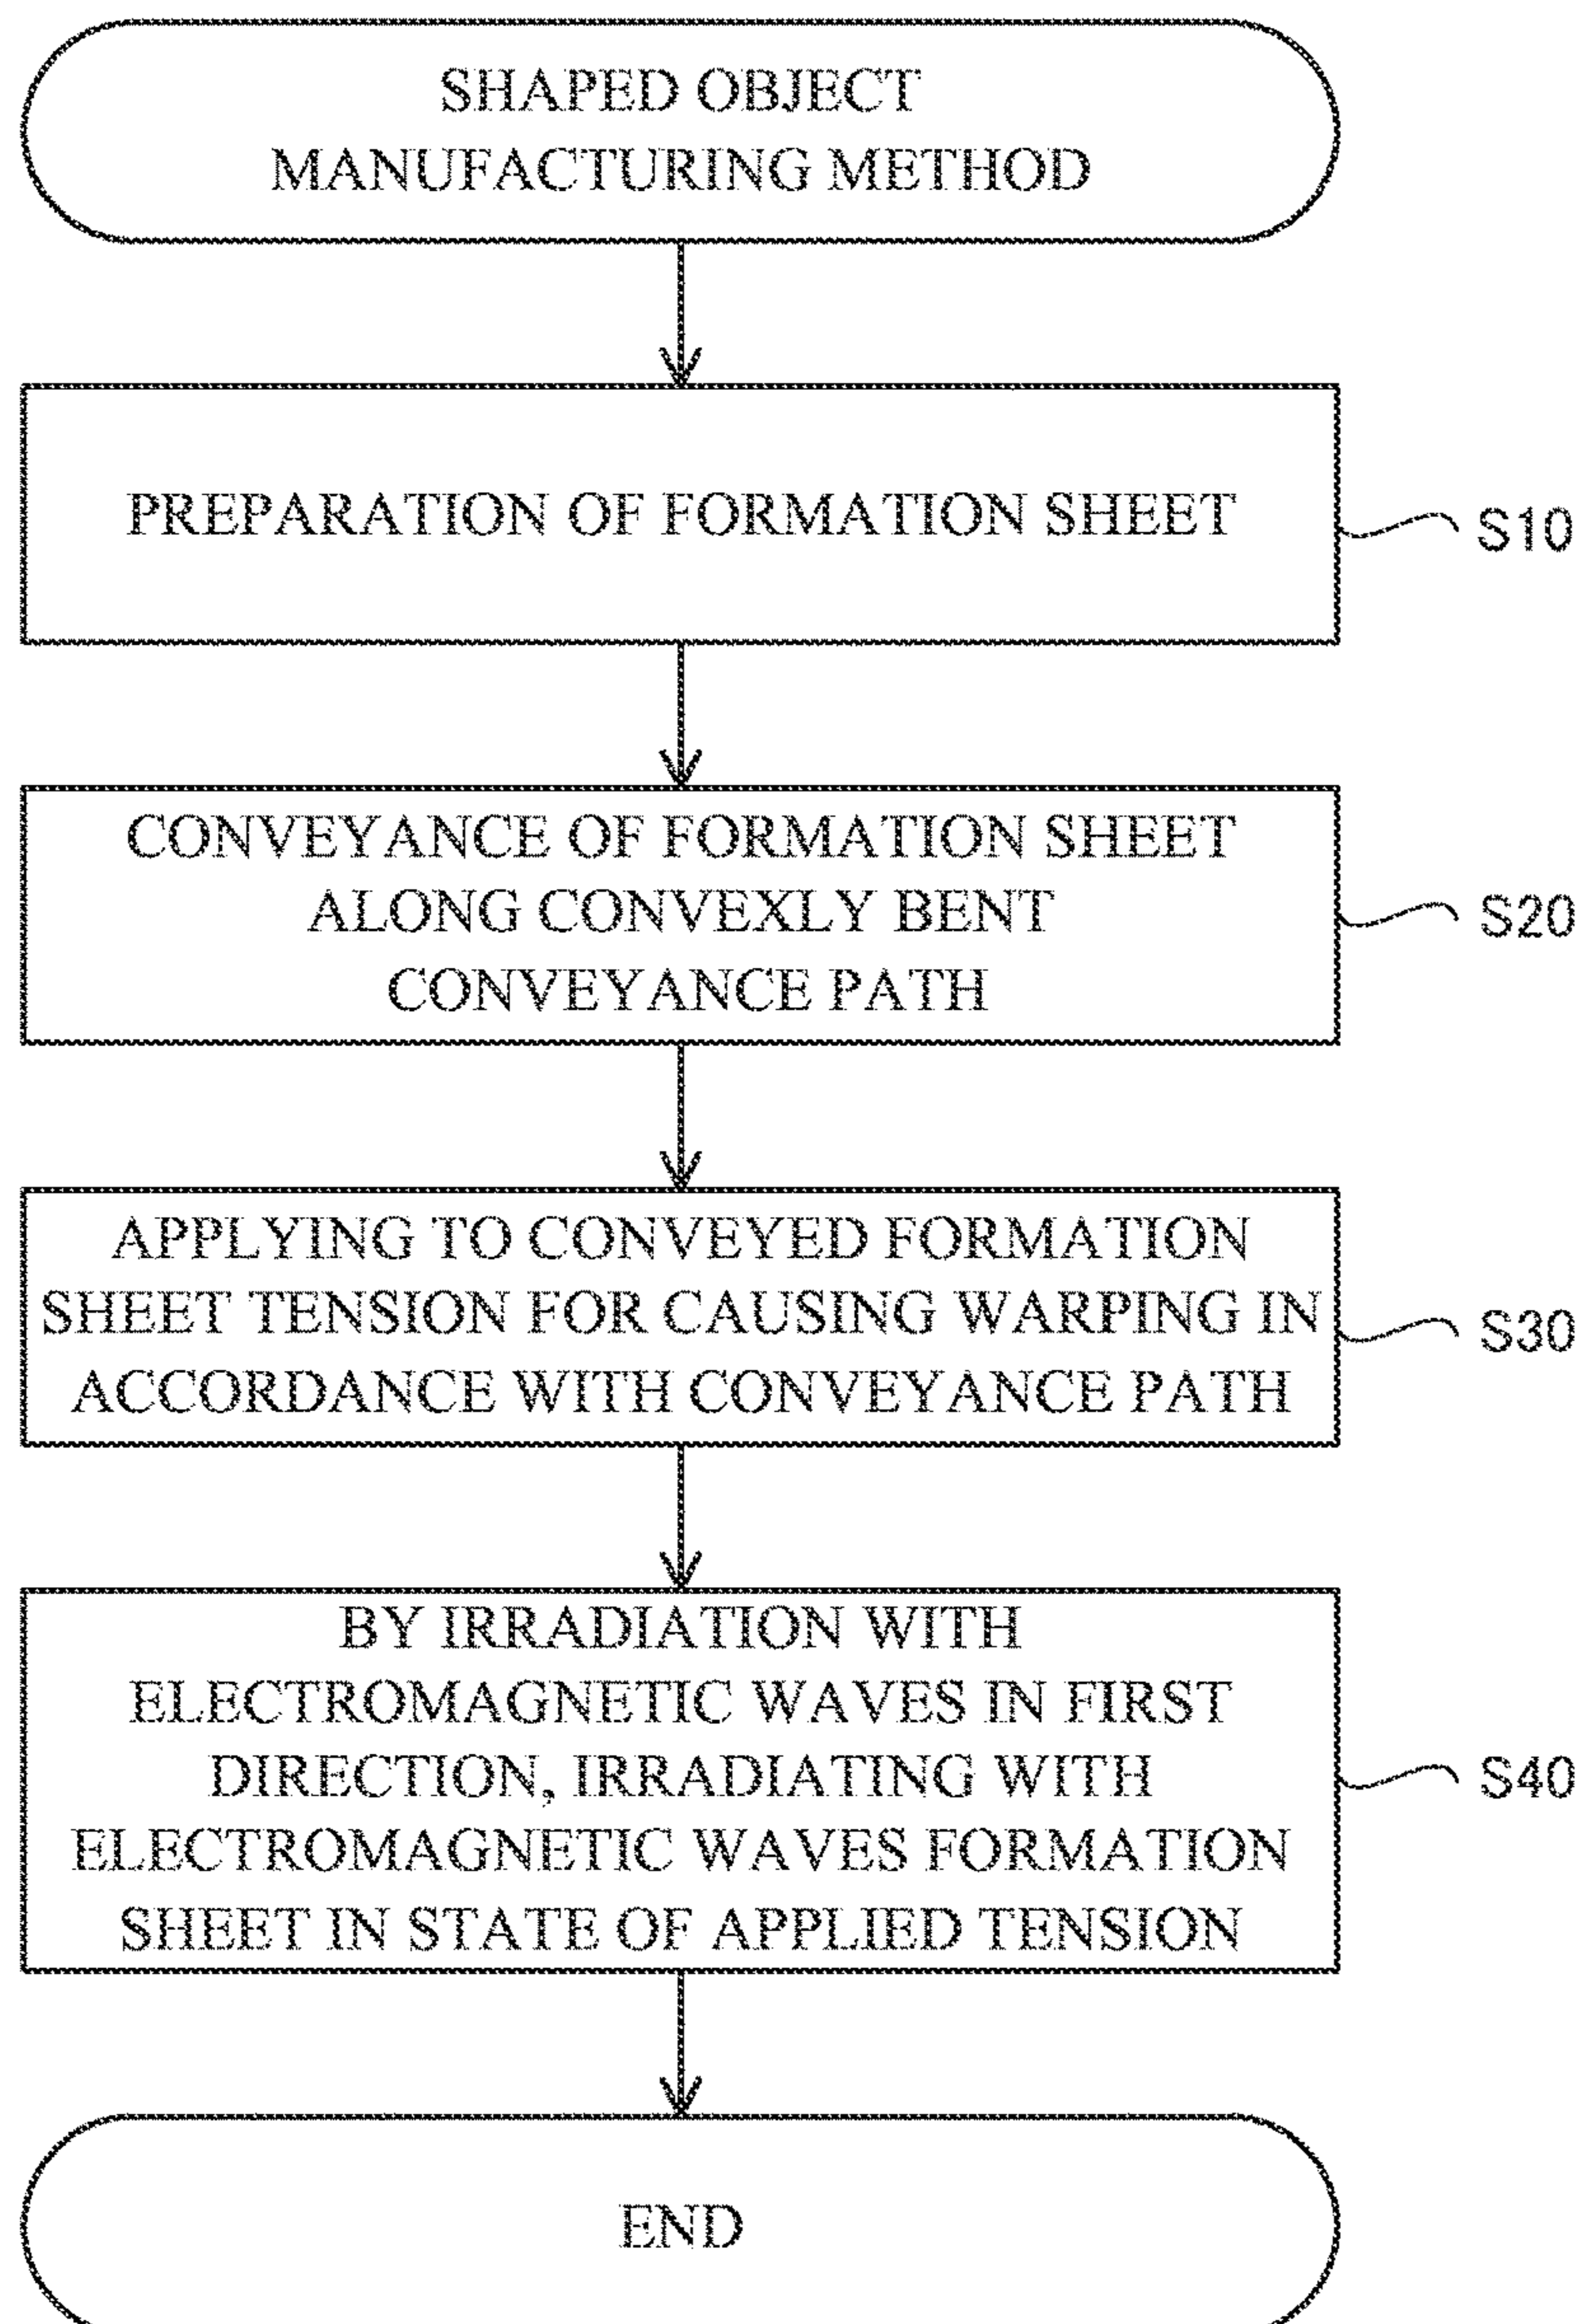 SHAPED OBJECT
MANUFACTURING METHOD
PREPARATION OF FORMATION SHEET
S10
CONVEYANCE OF FORMATION SHEET
ALONG CONVEXLY BENT
CONVEYANCE PATH
S20
APPLYING TO CONVEYED FORMATION
SHEET TENSION FOR CAUSING WARPING IN
ACCORDANCE WITH CONVEYANCE PATH
S30
BY IRRADIATION WITH
ELECTROMAGNETIC WAVES IN FIRST
DIRECTION, IRRADIATING WITH
ELECTROMAGNETIC WAVES FORMATION
SHEET IN STATE OF APPLIED TENSION
S40
END